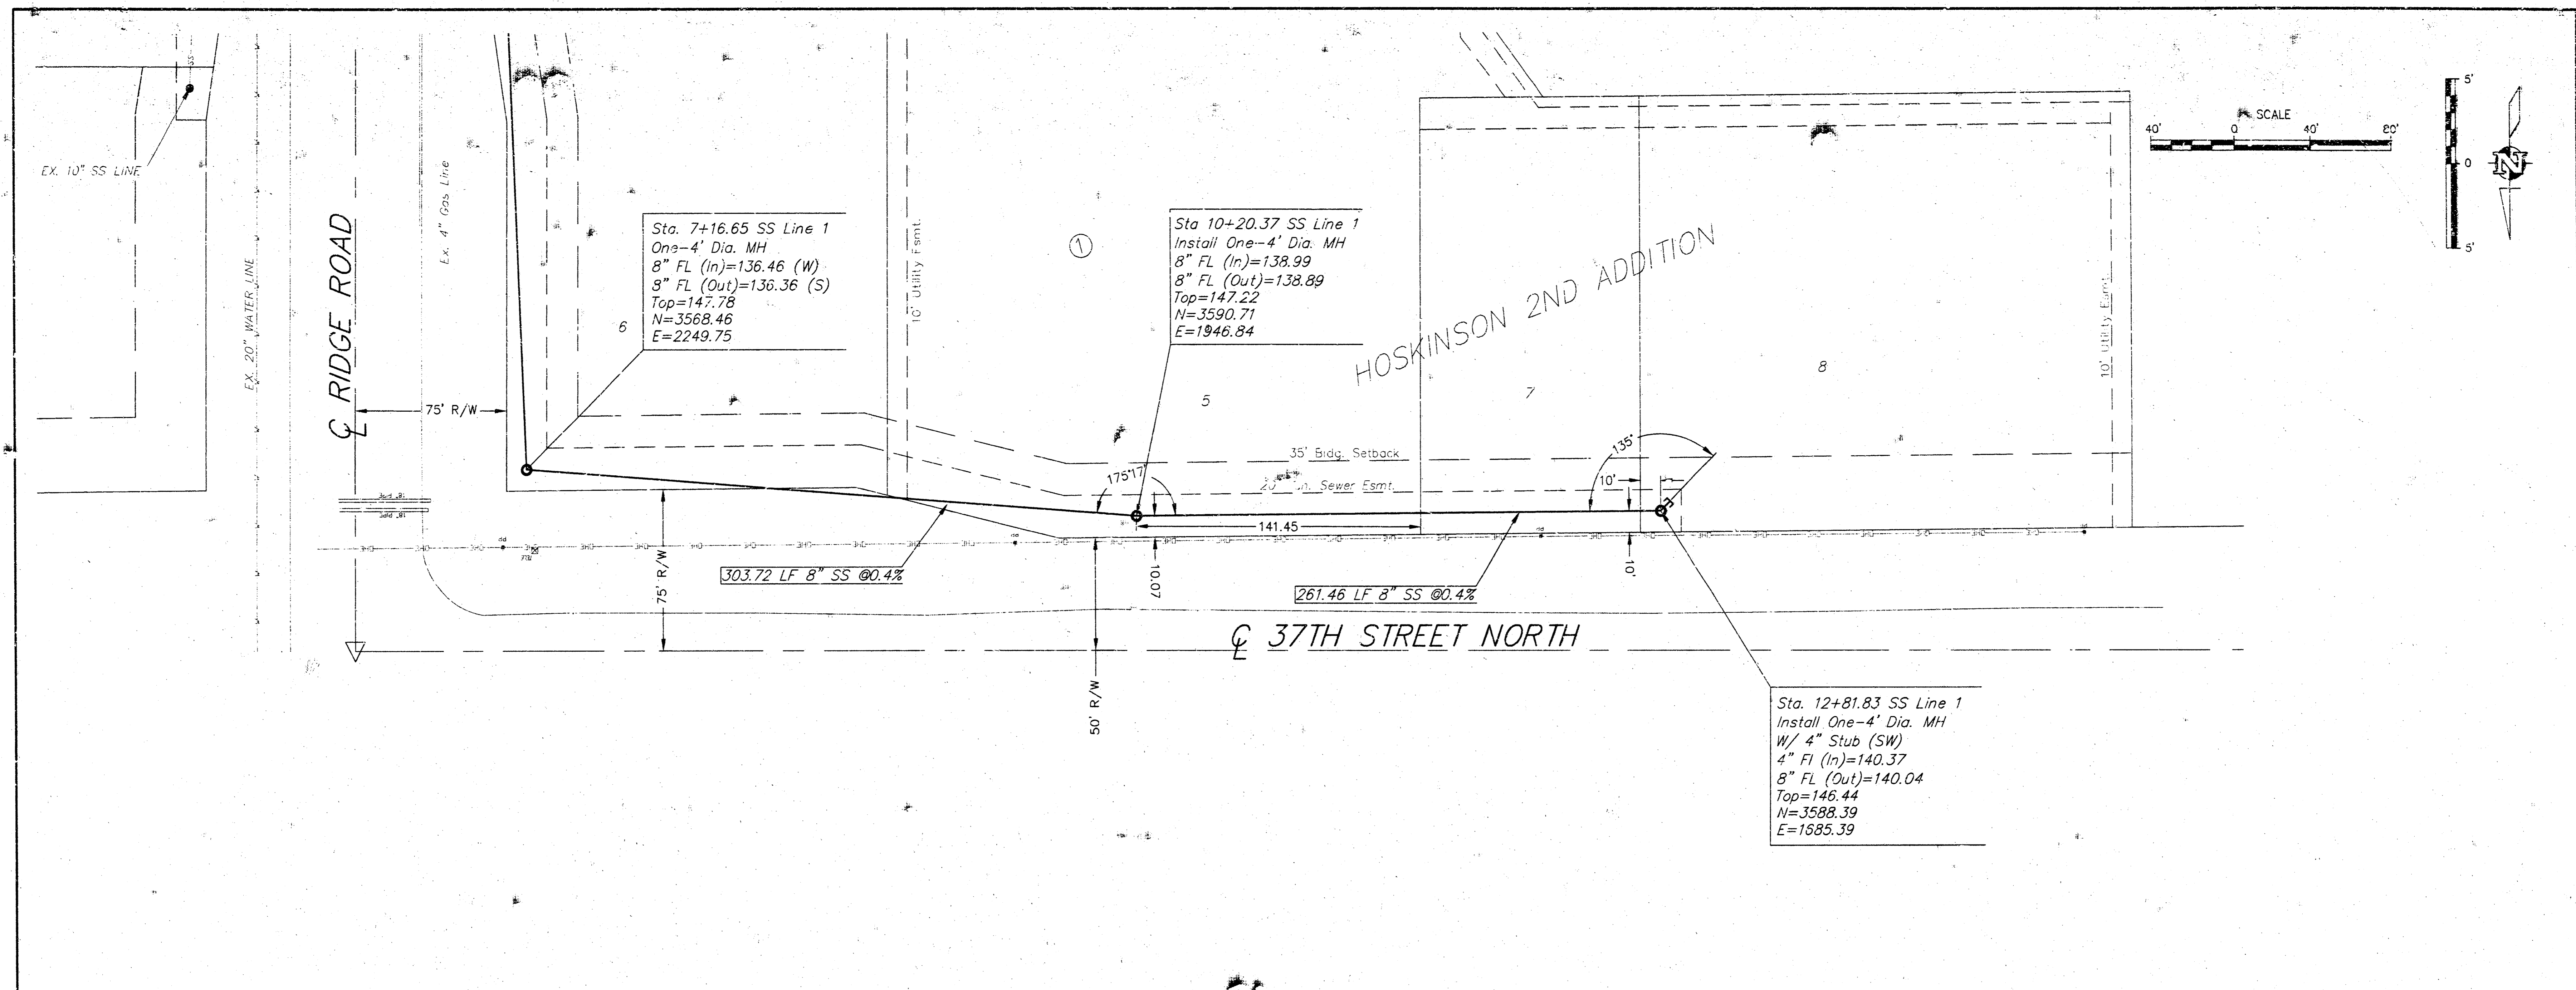 SS
EX. 10" SS LINE
EX. 20" WATER LINE
℄ RIDGE ROAD
Ex. 4" Gas Line
75' R/W
6
Sta. 7+16.65 SS Line 1
One-4' Dia. MH
8" FL (In)=136.46 (W)
8" FL (Out)=136.36 (S)
Top=147.78
N=3568.46
E=2249.75
10' Utility Esmt.
1
Sta 10+20.37 SS Line 1
Install One-4' Dia. MH
8" FL (In)=138.99
8" FL (Out)=138.89
Top=147.22
N=3590.71
E=1946.84
HOSKINSON 2ND ADDITION
5
7
8
10' Utility Esmt.
40' 0 40' 80'
SCALE
5'
0
5'
N
35' Bldg. Setback
Sewer Esmt.
175°17'
135°
10'
141.45
18" PIPE
18" PIPE
PP
75' R/W
303.72 LF 8" SS @0.4%
10.07
10'
261.46 LF 8" SS @0.4%
50' R/W
℄ 37TH STREET NORTH
Sta. 12+81.83 SS Line 1
Install One-4' Dia. MH
W/ 4" Stub (SW)
4" Fl (In)=140.37
8" FL (Out)=140.04
Top=146.44
N=3588.39
E=1685.39